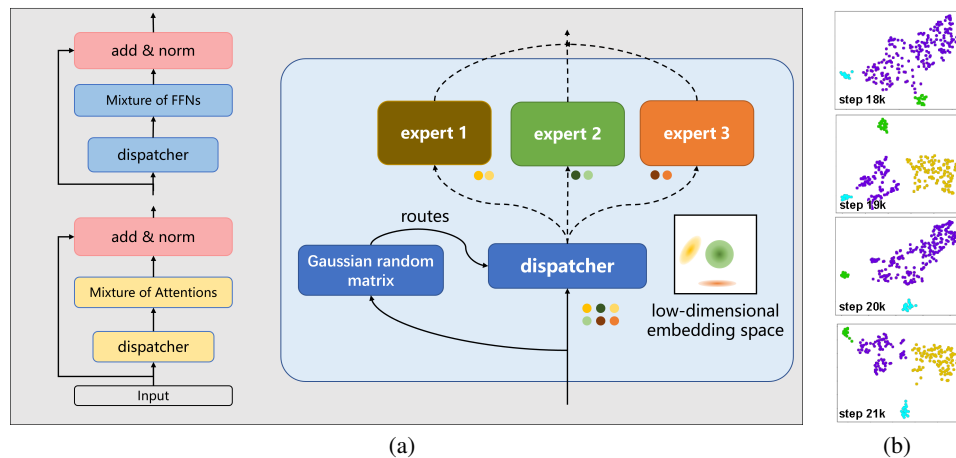 add & norm
Mixture of FFNs
dispatcher
add & norm
Mixture of Attentions
dispatcher
Input
expert 1
expert 2
expert 3
routes
Gaussian random
matrix
dispatcher
low-dimensional
embedding space
(a)
step 18k
step 19k
step 20k
step 21k
(b)